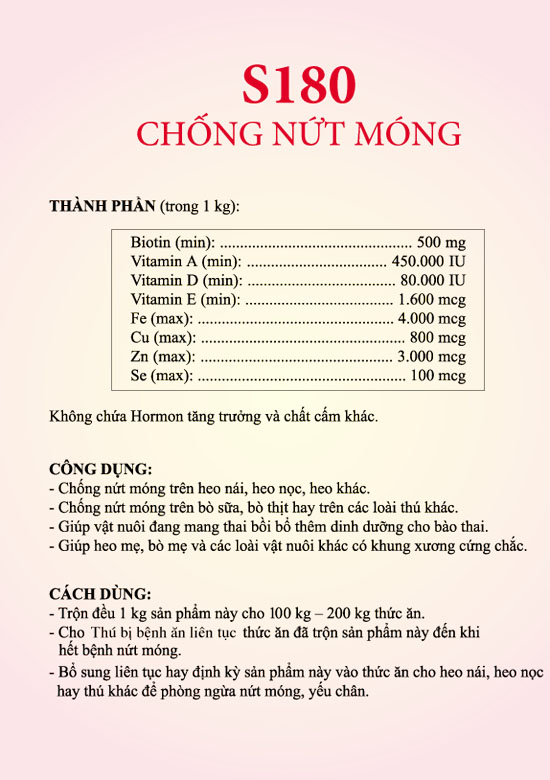 S180
CHỐNG NỨT MÓNG
THÀNH PHẦN (trong 1 kg):
Biotin (min): ................................................ 500 mg
Vitamin A (min): ................................... 450.000 IU
Vitamin D (min): ...................................... 80.000 IU
Vitamin E (min): ..................................... 1.600 mcg
Fe (max): ................................................. 4.000 mcg
Cu (max): ................................................... 800 mcg
Zn (max): ................................................ 3.000 mcg
Se (max): .................................................... 100 mcg
Không chứa Hormon tăng trưởng và chất cấm khác.
CÔNG DỤNG:
- Chống nứt móng trên heo nái, heo nọc, heo khác.
- Chống nứt móng trên bò sữa, bò thịt hay trên các loài thú khác.
- Giúp vật nuôi đang mang thai bồi bổ thêm dinh dưỡng cho bào thai.
- Giúp heo mẹ, bò mẹ và các loài vật nuôi khác có khung xương cứng chắc.
CÁCH DÙNG:
- Trộn đều 1 kg sản phẩm này cho 100 kg – 200 kg thức ăn.
- Cho Thú bị bệnh ăn liên tục thức ăn đã trộn sản phẩm này đến khi
hết bệnh nứt móng.
- Bổ sung liên tục hay định kỳ sản phẩm này vào thức ăn cho heo nái, heo nọc
hay thú khác để phòng ngừa nứt móng, yếu chân.